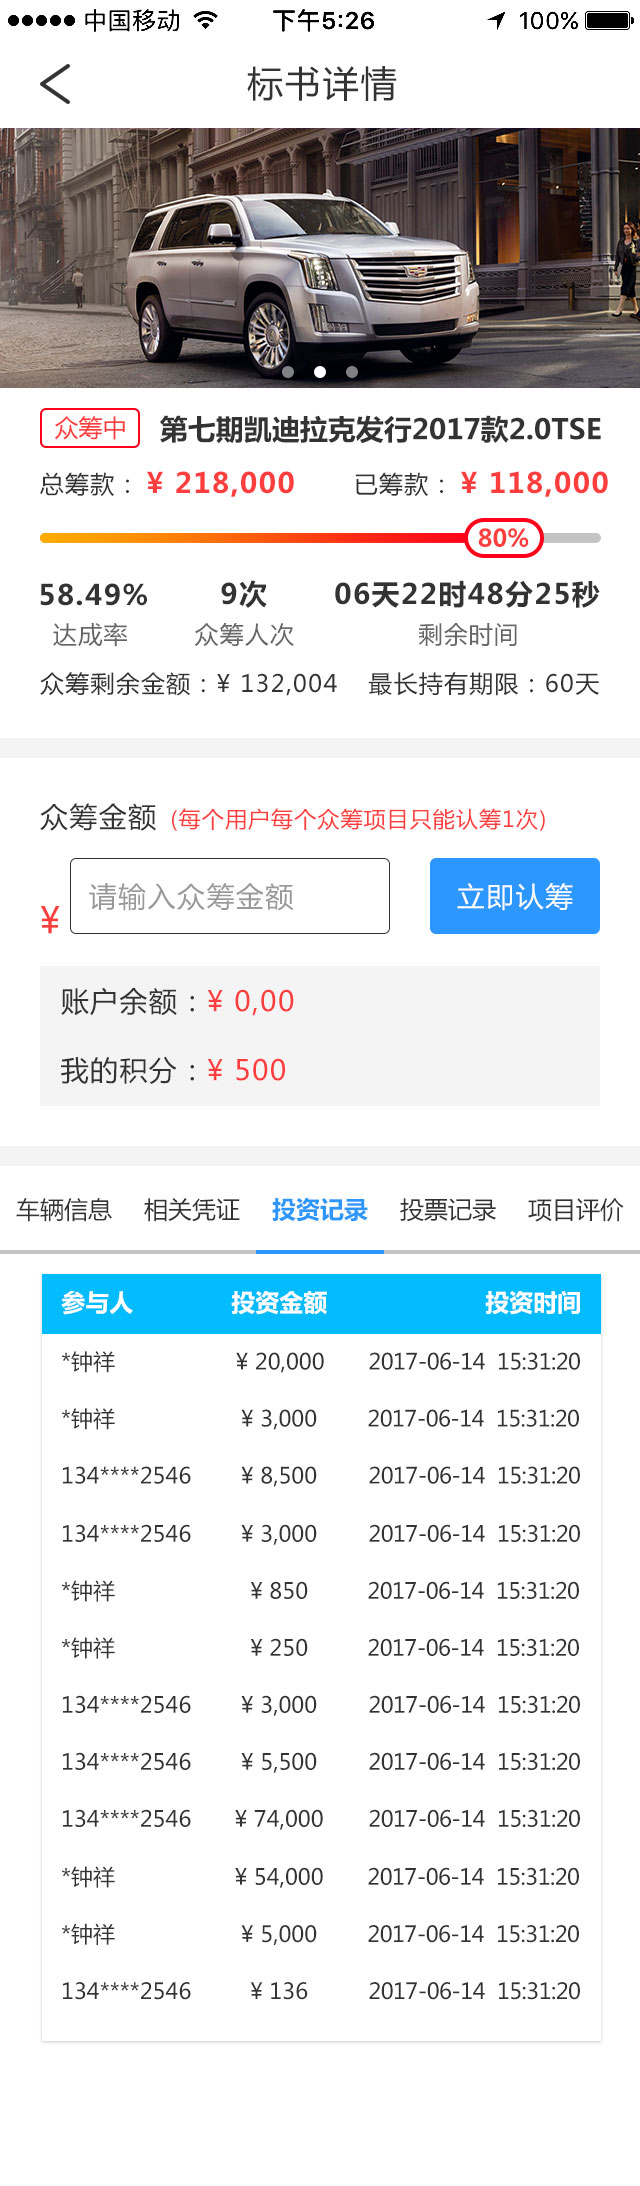 中国移动 下午5:26 100%
标书详情
众筹中 第七期凯迪拉克发行2017款2.0TSE
总筹款：¥ 218,000 已筹款：¥ 118,000
80%
58.49% 9次 06天22时48分25秒
达成率 众筹人次 剩余时间
众筹剩余金额：¥ 132,004 最长持有期限：60天
众筹金额 (每个用户每个众筹项目只能认筹1次)
¥ 请输入众筹金额 立即认筹
账户余额：¥ 0,00
我的积分：¥ 500
车辆信息 相关凭证 投资记录 投票记录 项目评价
参与人 投资金额 投资时间
*钟祥 ¥ 20,000 2017-06-14 15:31:20
*钟祥 ¥ 3,000 2017-06-14 15:31:20
134****2546 ¥ 8,500 2017-06-14 15:31:20
134****2546 ¥ 3,000 2017-06-14 15:31:20
*钟祥 ¥ 850 2017-06-14 15:31:20
*钟祥 ¥ 250 2017-06-14 15:31:20
134****2546 ¥ 3,000 2017-06-14 15:31:20
134****2546 ¥ 5,500 2017-06-14 15:31:20
134****2546 ¥ 74,000 2017-06-14 15:31:20
*钟祥 ¥ 54,000 2017-06-14 15:31:20
*钟祥 ¥ 5,000 2017-06-14 15:31:20
134****2546 ¥ 136 2017-06-14 15:31:20